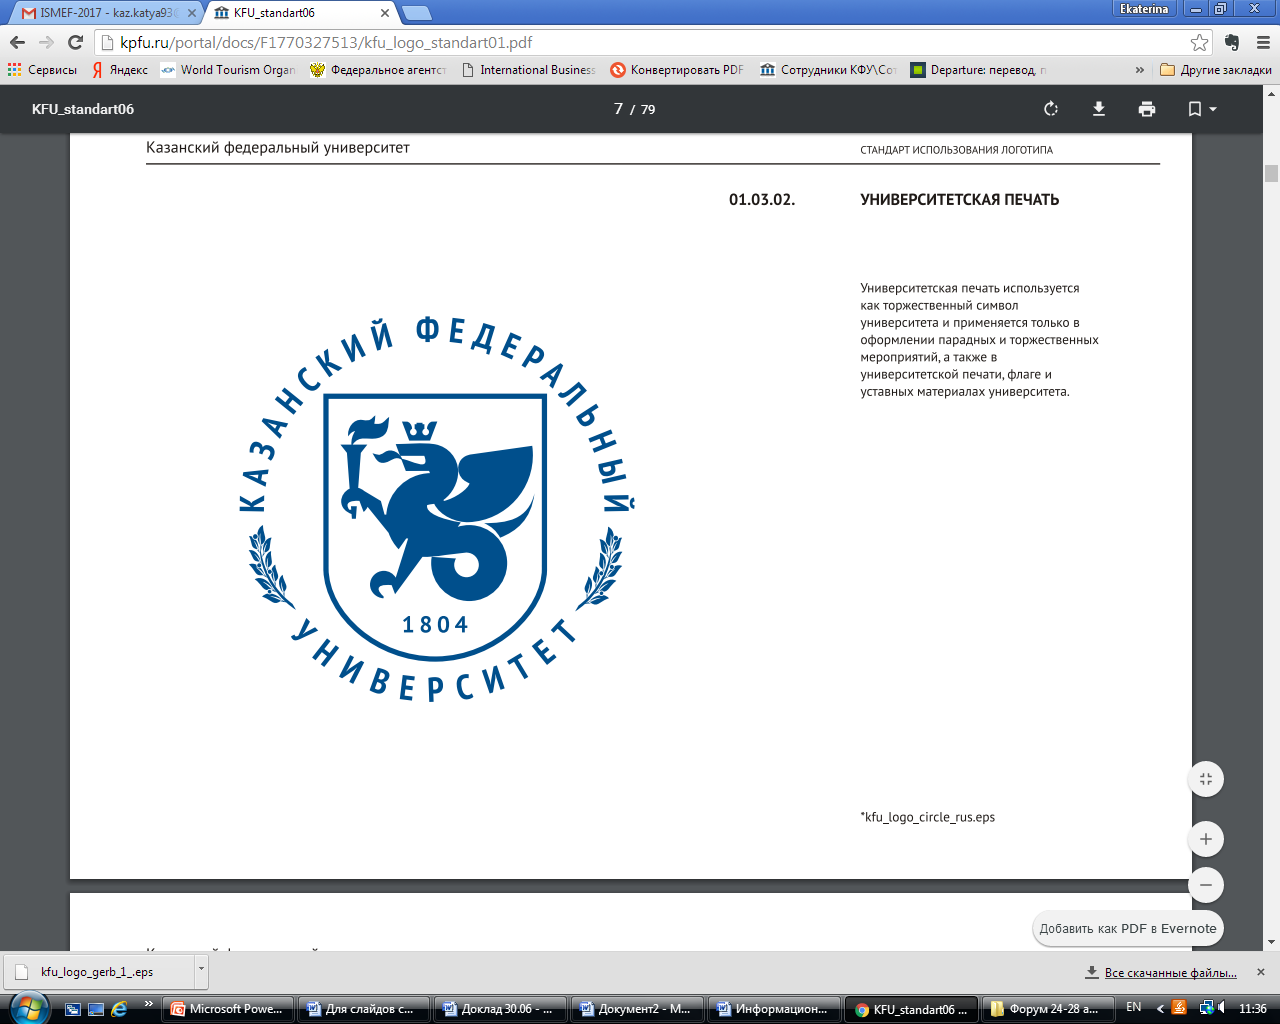 ISMEF-2017 - kaz.katya93@
KFU_standart06
Ekaterina
kpfu.ru/portal/docs/F1770327513/kfu_logo_standart01.pdf
Сервисы
Яндекс
World Tourism Organ
Федеральное агентст
International Business
Конвертировать PDF
Сотрудники КФУ\Сот
Departure: перевод, п
»
Другие закладки
KFU_standart06
7 / 79
Казанский федеральный университет
СТАНДАРТ ИСПОЛЬЗОВАНИЯ ЛОГОТИПА
01.03.02.
УНИВЕРСИТЕТСКАЯ ПЕЧАТЬ
Университетская печать используется
как торжественный символ
университета и применяется только в
оформлении парадных и торжественных
мероприятий, а также в
университетской печати, флаге и
уставных материалах университета.
КАЗАНСКИЙ ФЕДЕРАЛЬНЫЙ
1804
УНИВЕРСИТЕТ
*kfu_logo_circle_rus.eps
Добавить как PDF в Evernote
kfu_logo_gerb_1_.eps
Все скачанные файлы...
»
Microsoft Powe...
Для слайдов с...
Доклад 30.06 - ...
Документ2 - M...
Информацион...
KFU_standart06 ...
Форум 24-28 а...
EN
11:36